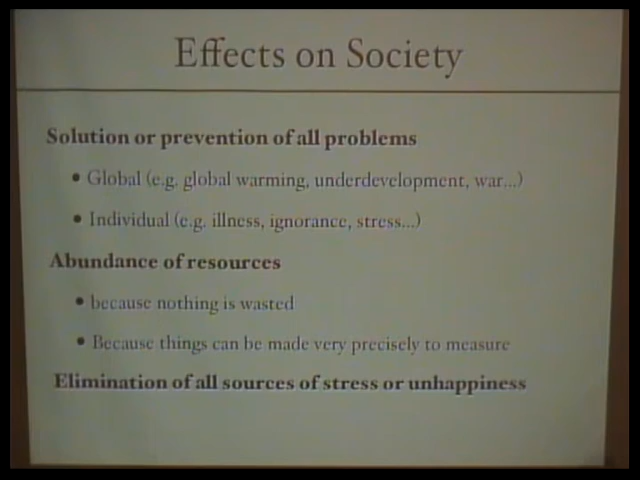 Effects on Society
Solution or prevention of all problems
• Global (e.g. global warming, underdevelopment, war...)
• Individual (e.g. illness, ignorance, stress...)
Abundance of resources
• because nothing is wasted
• Because things can be made very precisely to measure
Elimination of all sources of stress or unhappiness